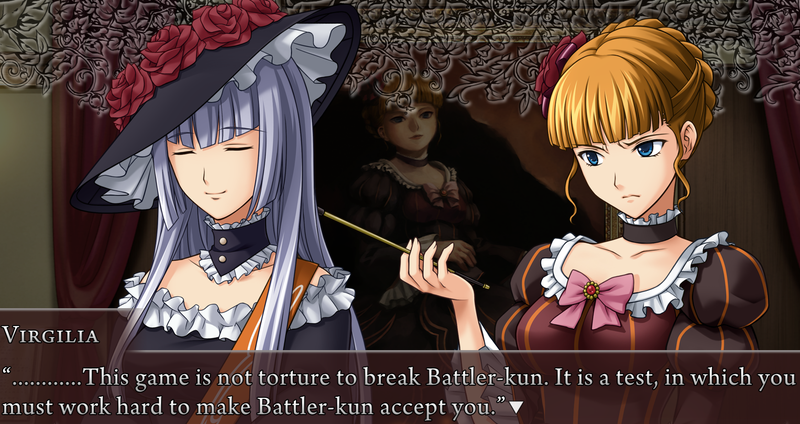 Virgilia
“............This game is not torture to break Battler-kun. It is a test, in which you
must work hard to make Battler-kun accept you.”▼